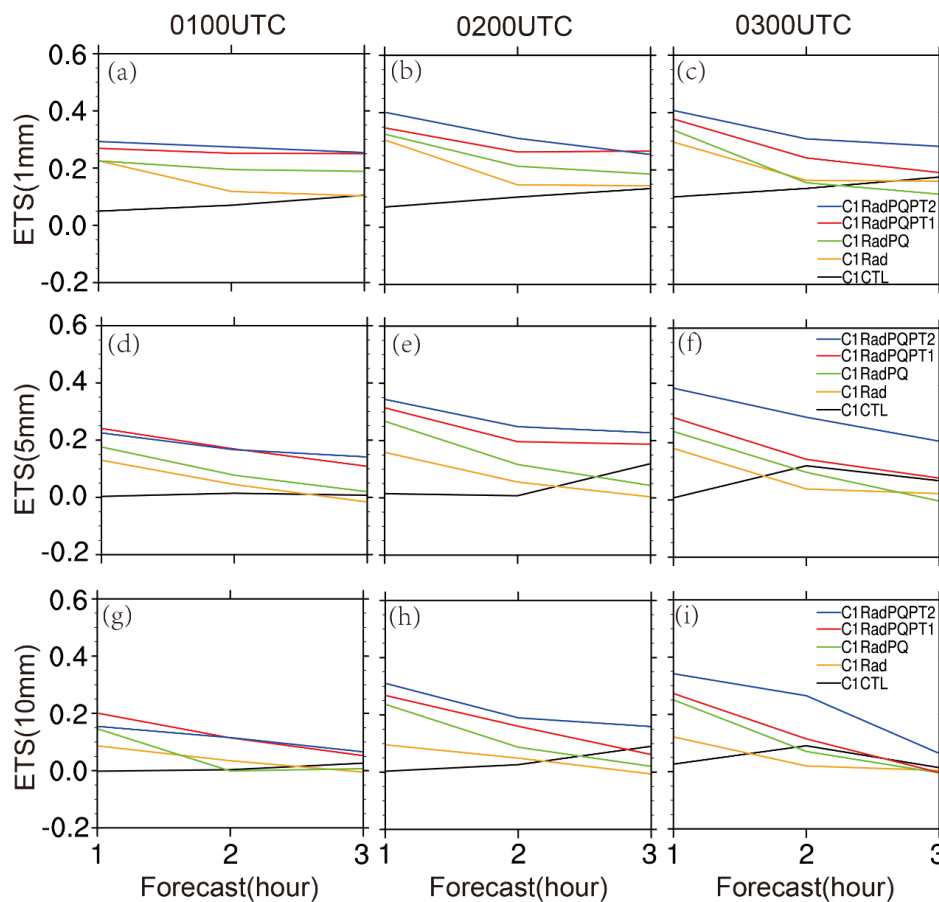 0100UTC 0200UTC 0300UTC
ETS(1mm)
0.6
0.4
0.2
0.0
-0.2
(a)
(b)
(c)
C1RadPQPT2
C1RadPQPT1
C1RadPQ
C1Rad
C1CTL
ETS(5mm)
0.6
0.4
0.2
0.0
-0.2
(d)
(e)
(f)
C1RadPQPT2
C1RadPQPT1
C1RadPQ
C1Rad
C1CTL
ETS(10mm)
0.6
0.4
0.2
0.0
-0.2
(g)
(h)
(i)
C1RadPQPT2
C1RadPQPT1
C1RadPQ
C1Rad
C1CTL
1 2 3 1 2 3 1 2 3
Forecast(hour) Forecast(hour) Forecast(hour)